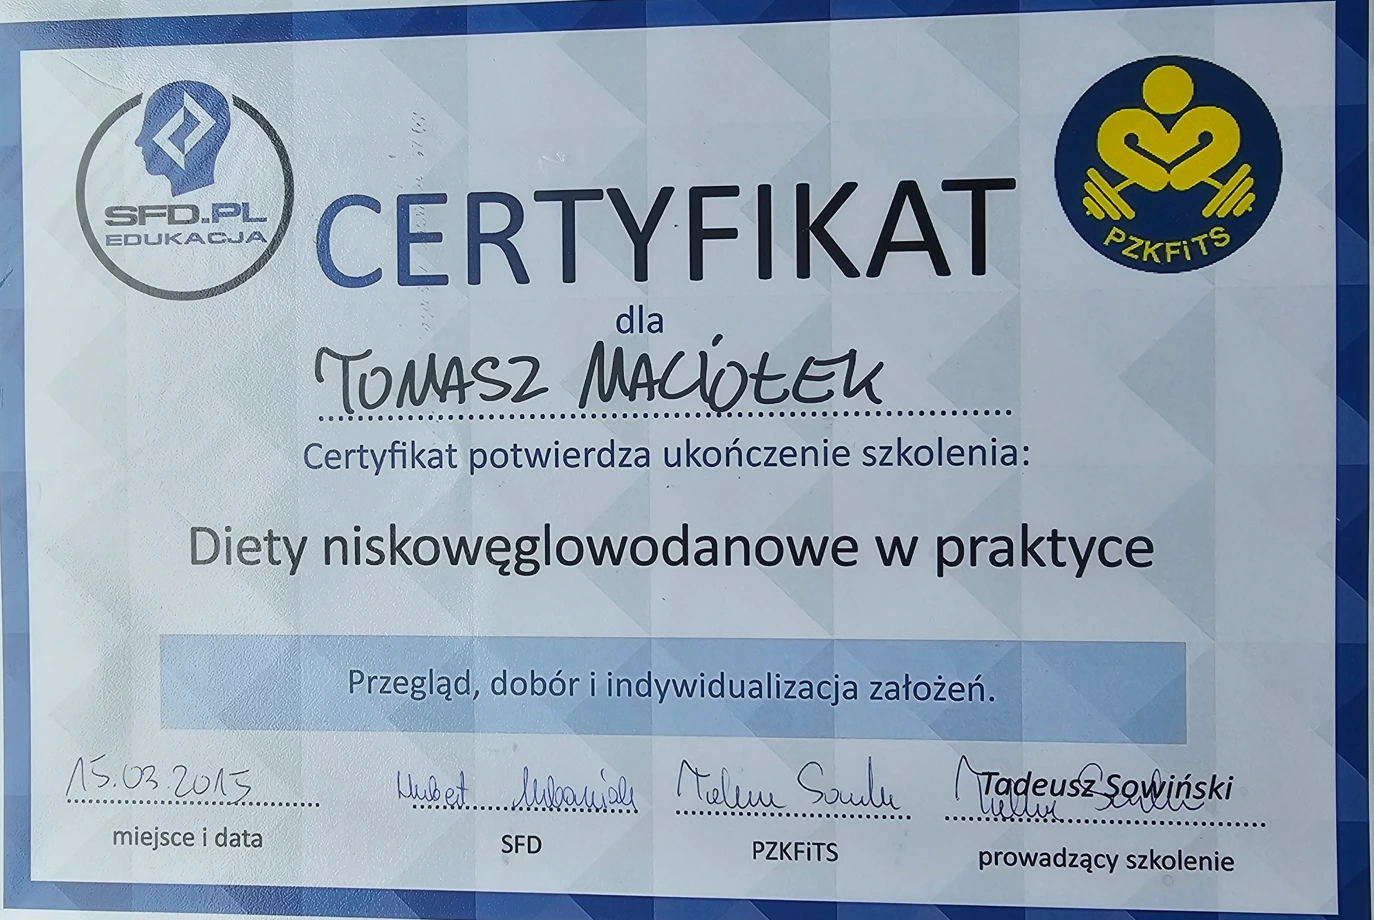 SFD.PL
EDUKACJA
PZKFiTS
CERTYFIKAT
dla
TOMASZ MACIOŁEK
Certyfikat potwierdza ukończenie szkolenia:
Diety niskowęglowodanowe w praktyce
Przegląd, dobór i indywidualizacja założeń.
15.03.2015
Hubert
Tadeusz Sowiński
miejsce i data
SFD
PZKFiTS
prowadzący szkolenie